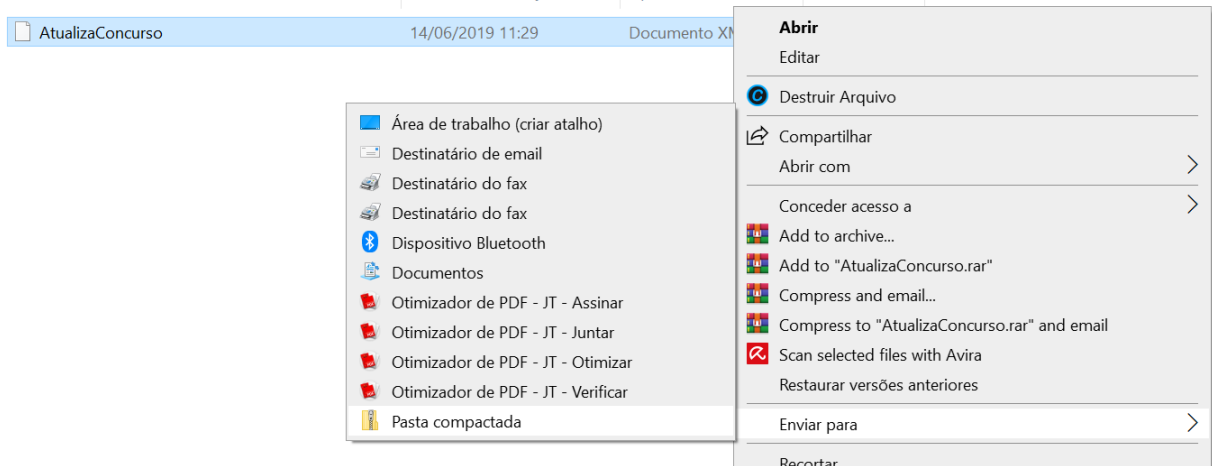 AtualizaConcurso
14/06/2019 11:29
Documento XM
Abrir
Editar
Destruir Arquivo
Compartilhar
Abrir com
Conceder acesso a
Add to archive...
Add to "AtualizaConcurso.rar"
Compress and email...
Compress to "AtualizaConcurso.rar" and email
Scan selected files with Avira
Restaurar versões anteriores
Enviar para
Recortar
Área de trabalho (criar atalho)
Destinatário de email
Destinatário do fax
Destinatário do fax
Dispositivo Bluetooth
Documentos
Otimizador de PDF - JT - Assinar
Otimizador de PDF - JT - Juntar
Otimizador de PDF - JT - Otimizar
Otimizador de PDF - JT - Verificar
Pasta compactada